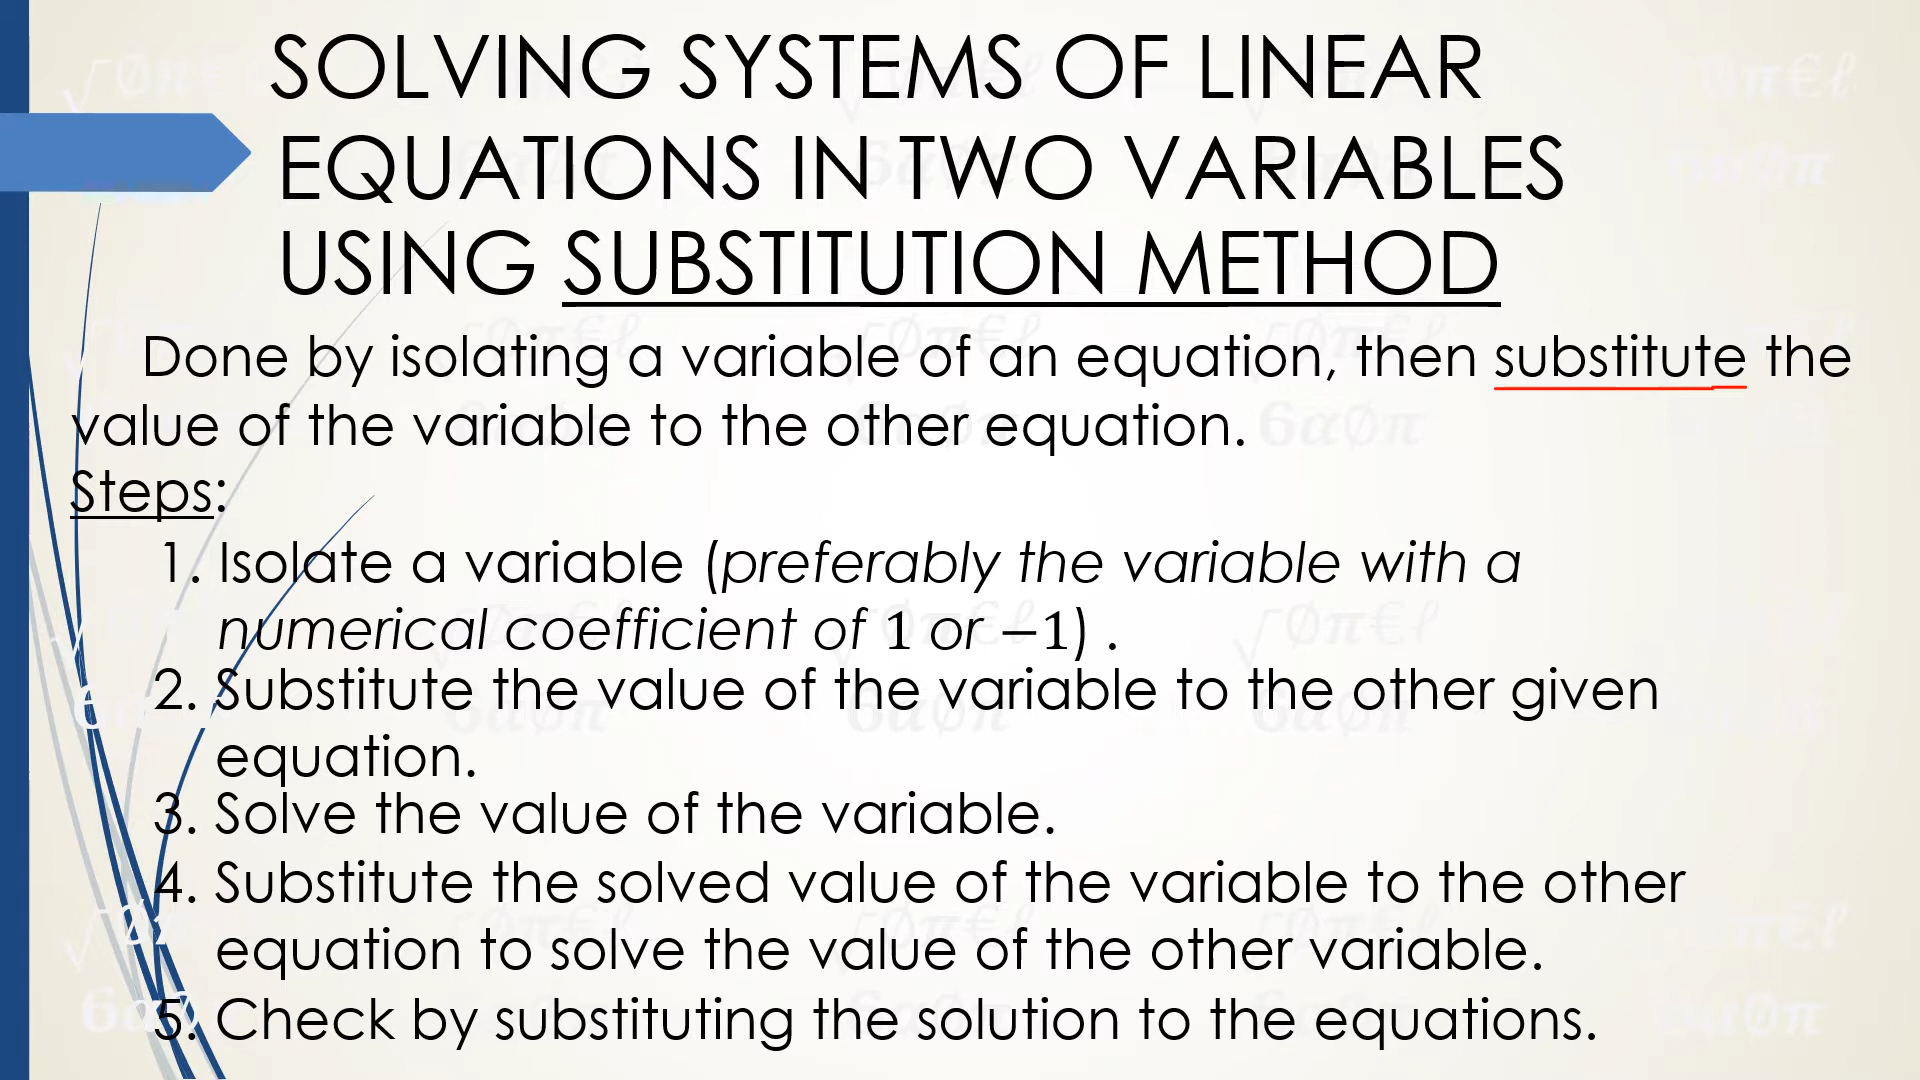 SOLVING SYSTEMS OF LINEAR
EQUATIONS IN TWO VARIABLES
USING SUBSTITUTION METHOD
Done by isolating a variable of an equation, then substitute the
value of the variable to the other equation.
Steps:
1. Isolate a variable (preferably the variable with a
numerical coefficient of 1 or −1) .
2. Substitute the value of the variable to the other given
equation.
3. Solve the value of the variable.
4. Substitute the solved value of the variable to the other
equation to solve the value of the other variable.
5. Check by substituting the solution to the equations.